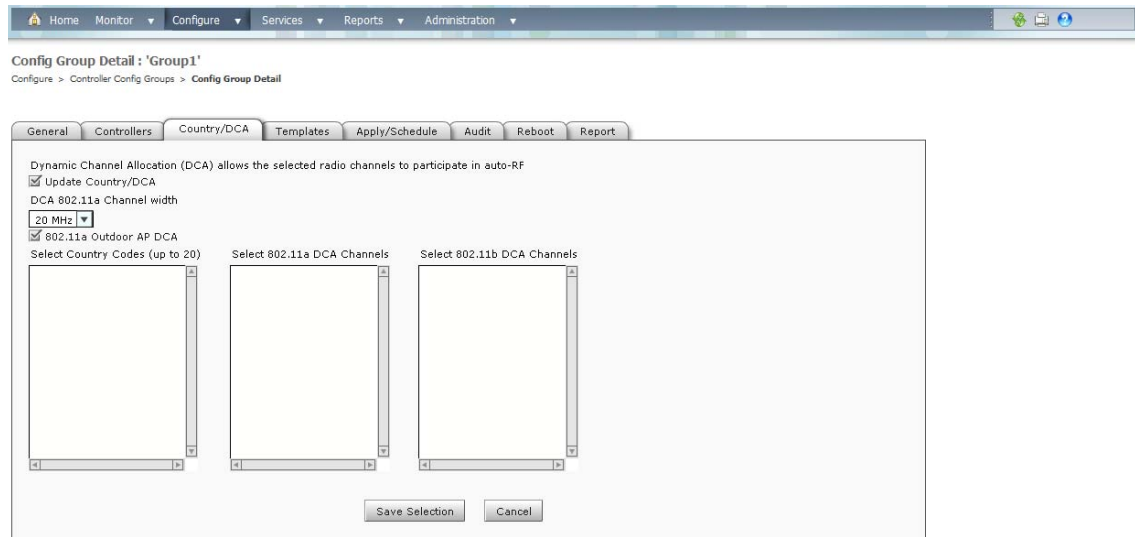 Home Monitor Configure Services Reports Administration
Config Group Detail : 'Group1'
Configure > Controller Config Groups > Config Group Detail
General Controllers Country/DCA Templates Apply/Schedule Audit Reboot Report
Dynamic Channel Allocation (DCA) allows the selected radio channels to participate in auto-RF
Update Country/DCA
DCA 802.11a Channel width
20 MHz
802.11a Outdoor AP DCA
Select Country Codes (up to 20) Select 802.11a DCA Channels Select 802.11b DCA Channels
Save Selection Cancel